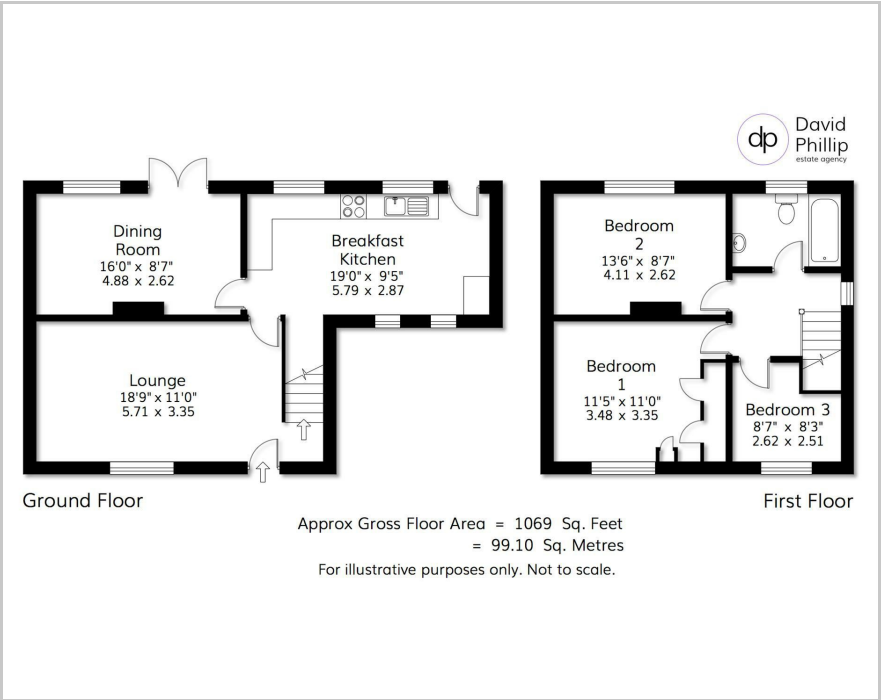 dp
David
Phillip
estate agency
Dining
Room
16'0" x 8'7"
4.88 x 2.62
Breakfast
Kitchen
19'0" x 9'5"
5.79 x 2.87
Lounge
18'9" x 11'0"
5.71 x 3.35
Ground Floor
Bedroom
2
13'6" x 8'7"
4.11 x 2.62
Bedroom
1
11'5" x 11'0"
3.48 x 3.35
Bedroom 3
8'7" x 8'3"
2.62 x 2.51
First Floor
Approx Gross Floor Area = 1069 Sq. Feet
= 99.10 Sq. Metres
For illustrative purposes only. Not to scale.